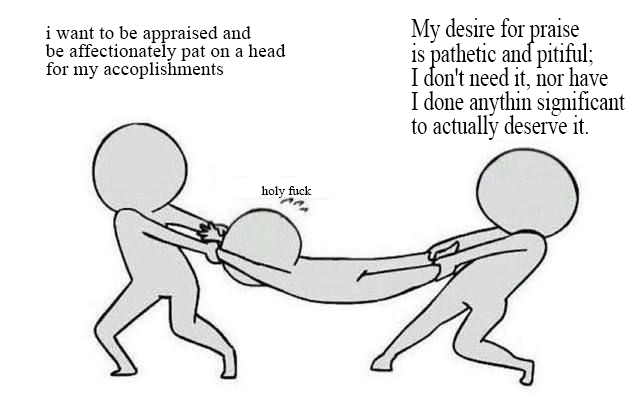 i want to be appraised and
be affectionately pat on a head
for my accoplishments
My desire for praise
is pathetic and pitiful;
I don't need it, nor have
I done anythin significant
to actually deserve it.
holy fuck